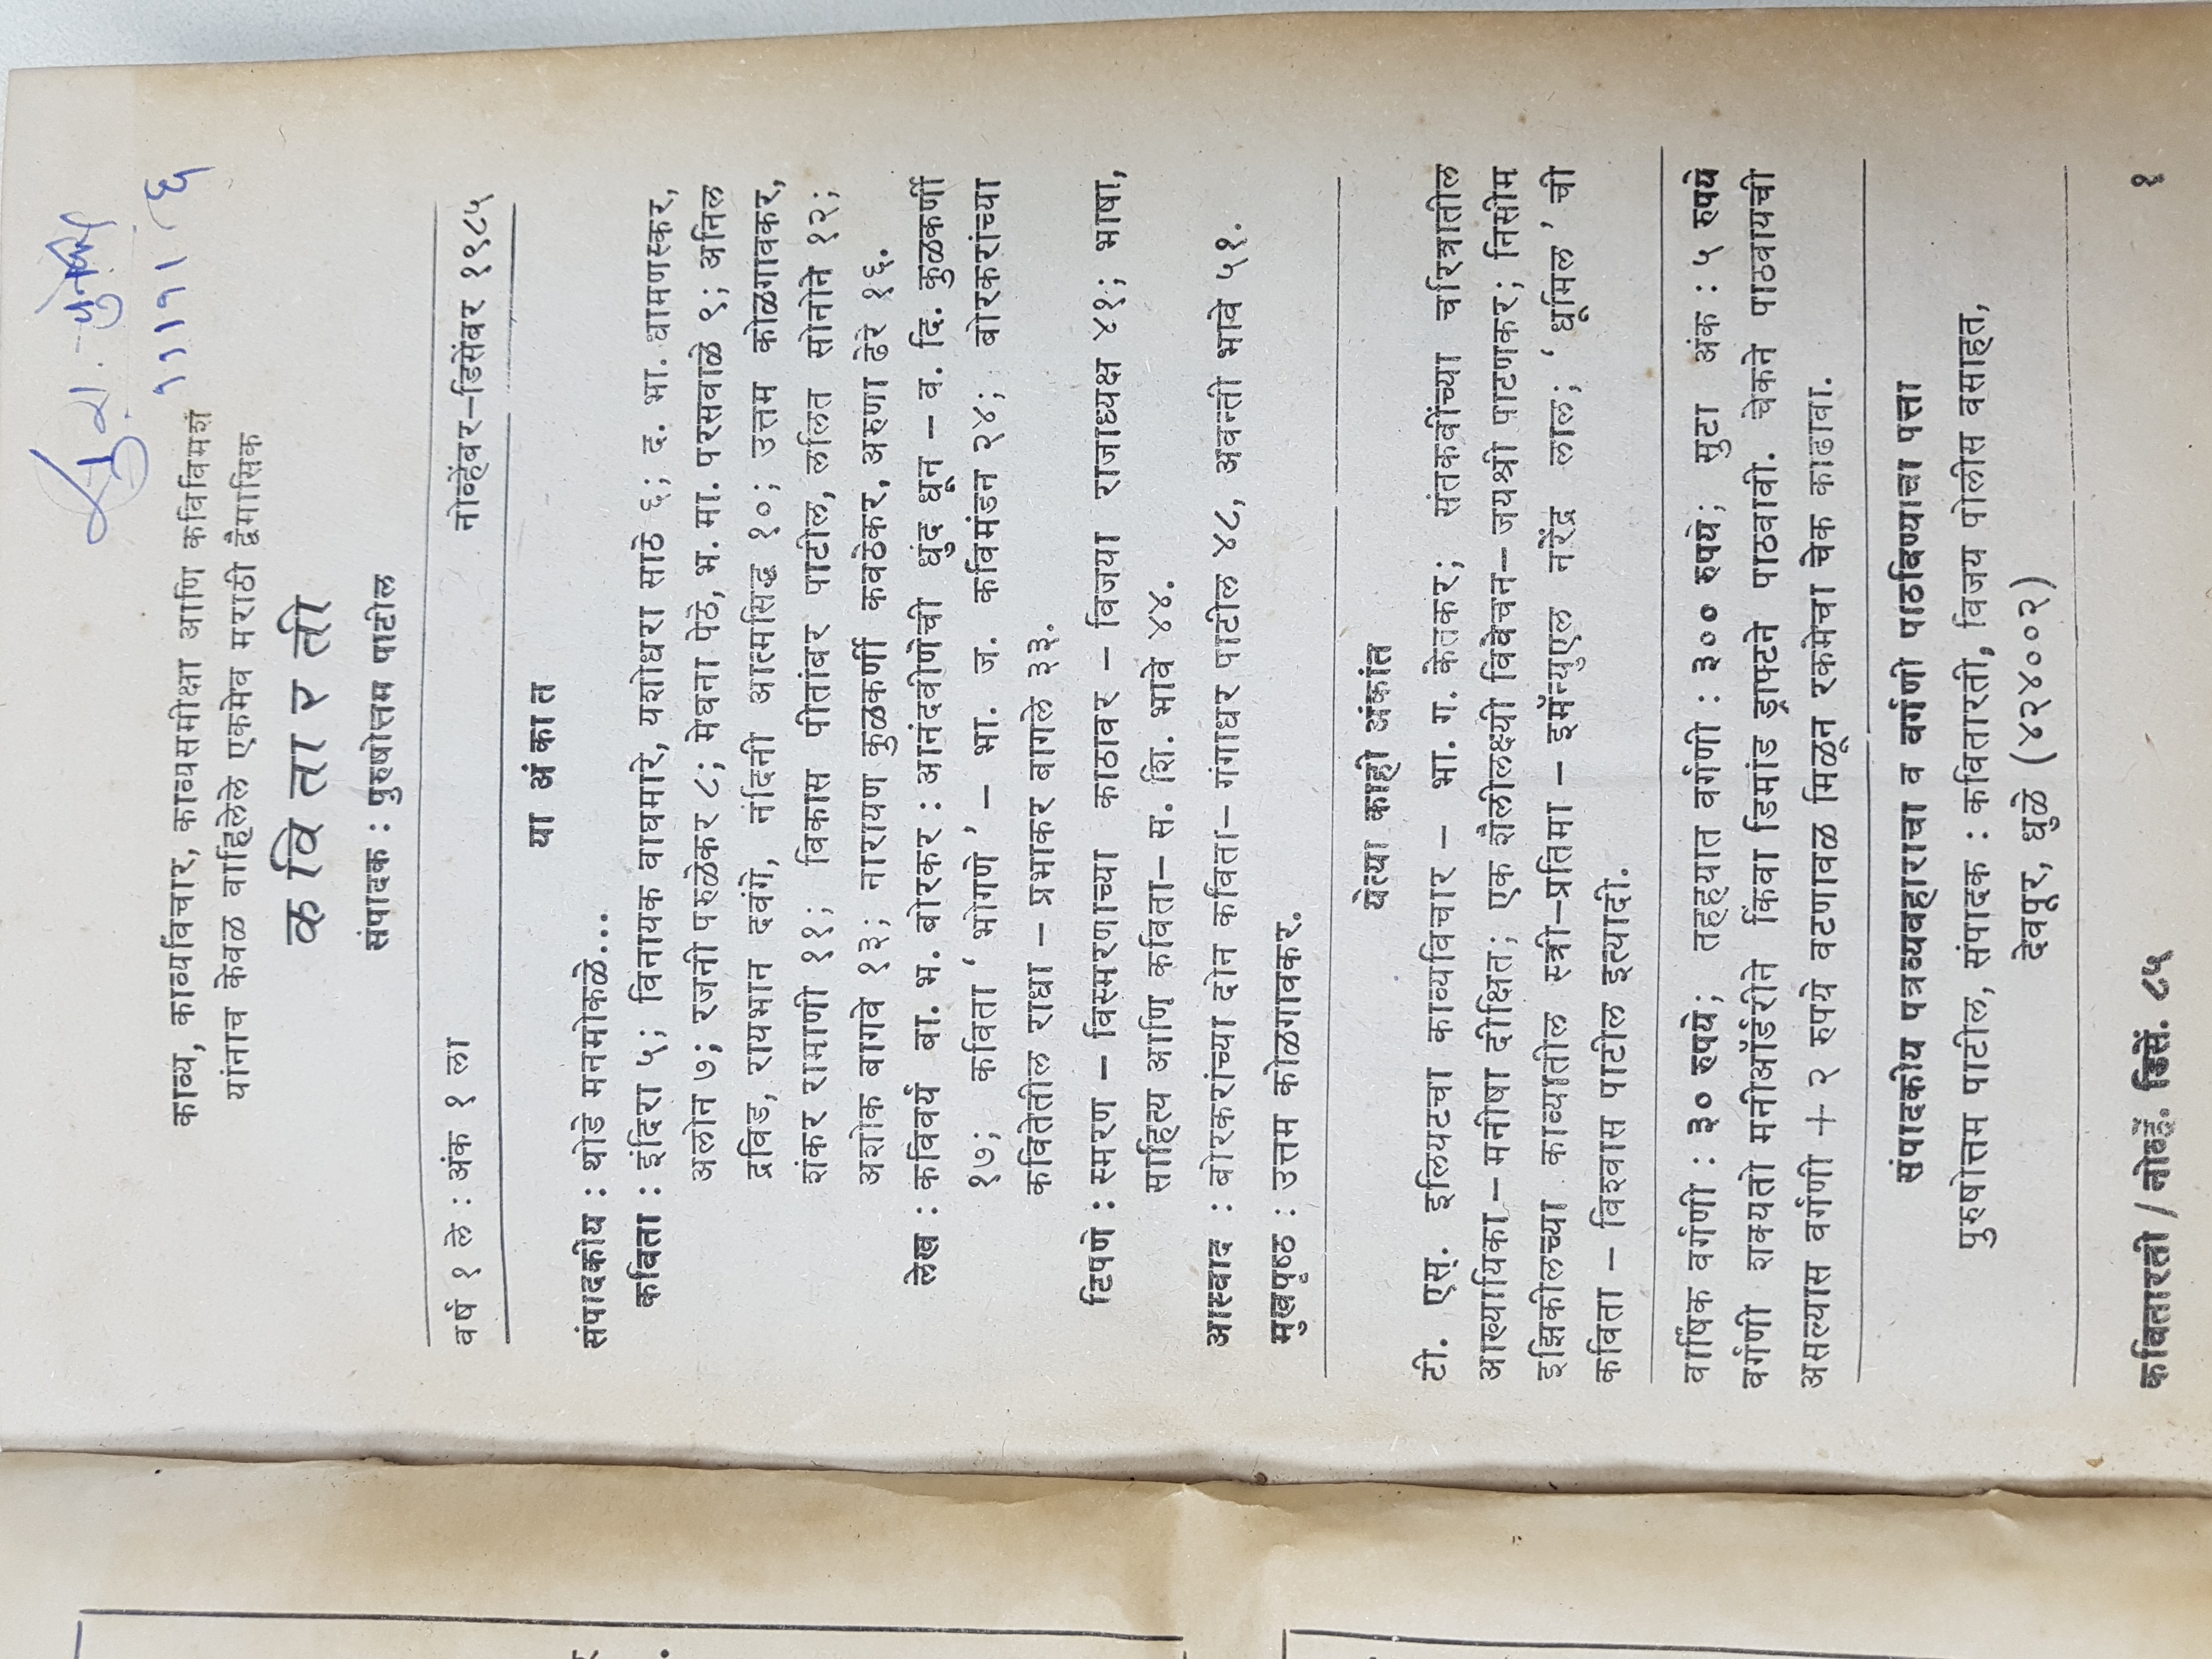 काव्य, काव्यविचार, काव्यसमीक्षा आणि कविविमर्श
यांनाच केवळ वाहिलेले एकमेव मराठी द्वैमासिक
क वि ता र ती
संपादक : पुरुषोत्तम पाटील
वर्ष १ ले : अंक १ ला नोव्हेंबर–डिसेंबर १९८५
या अं का त
संपादकीय : थोडे मनमोकळे...
कविता : इंदिरा ५; विनायक वाघमारे, यशोधरा साठे ६; द. भा. धामणस्कर,
अलोन ७; रजनी परुळेकर ८; मेघना पेठे, भ. मा. परसवाळे ९; अनिल
द्रविड, रायभान दवंगे, नंदिनी आत्मसिद्ध १०; उत्तम कोळगावकर,
शंकर रामाणी ११; विकास पीतांबर पाटील, ललित सोनोने १२;
अशोक बागवे १३; नारायण कुळकर्णी कवठेकर, अरुणा ढेरे १६.
लेख : कविवर्य बा. भ. बोरकर : आनंदवीणेची धुंद धून – व. दि. कुळकर्णी
१७; कविता ' भोगणे ' – भा. ज. कविमंडन २४; बोरकरांच्या
कवितेतील राधा – प्रभाकर बागले ३३.
टिपणे : स्मरण – विस्मरणाच्या काठावर – विजया राजाध्यक्ष ४१; भाषा,
साहित्य आणि कविता– स. शि. भावे ४४.
आस्वाद : बोरकरांच्या दोन कविता– गंगाधर पाटील ४८, अवन्ती भावे ५१.
मुखपृष्ठ : उत्तम कोळगावकर.
येत्या काही अंकांत
टी. एस्. इलियटचा काव्यविचार – भा. ग. केतकर; संतकवींच्या चरित्रातील
आख्यायिका – मनीषा दीक्षित; एक शैलीलक्ष्यी विवेचन– जयश्री पाटणकर; निसीम
इझिकीलच्या काव्यातील स्त्री–प्रतिमा – इमॅन्युएल नरेंद्र लाल; ' धूमिल ' ची
कविता – विश्वास पाटील इत्यादी.
वार्षिक वर्गणी : ३० रुपये; तहहयात वर्गणी : ३०० रुपये; सुटा अंक : ५ रुपये
वर्गणी शक्यतो मनीऑर्डरीने किंवा डिमांड ड्राफ्टने पाठवावी. चेकने पाठवायची
असल्यास वर्गणी + २ रुपये वटणावळ मिळून रकमेचा चेक काढावा.
संपादकीय पत्रव्यवहाराचा व वर्गणी पाठविण्याचा पत्ता
पुरुषोत्तम पाटील, संपादक : कवितारती, विजय पोलीस वसाहत,
देवपूर, धुळे (४२४००२)
कवितारती / नोव्हें. डिसें. ८५ १